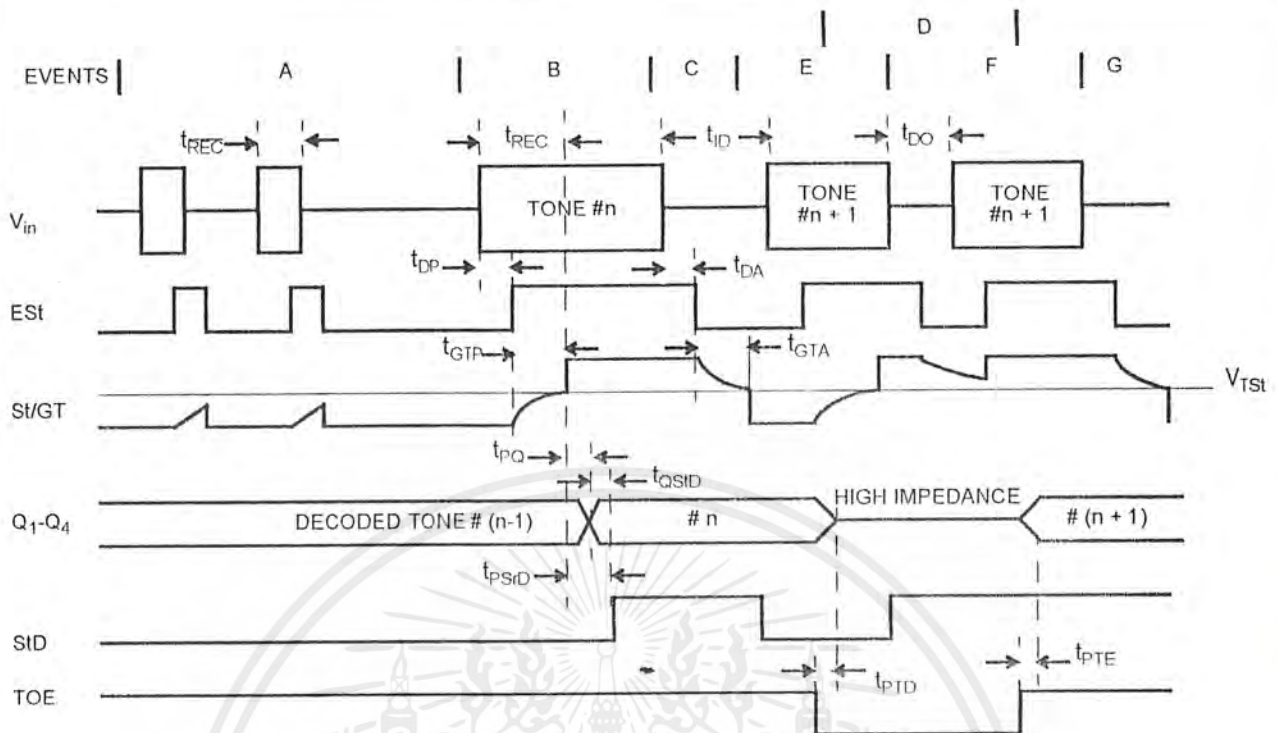 D
EVENTS A B C E F G
tREC tREC tID tDO
Vin TONE #n TONE #n + 1 TONE #n + 1
tDP tDA
ESt
tGTP tGTA
VTSt
St/GT
tPQ tQStD
HIGH IMPEDANCE
Q1-Q4 DECODED TONE # (n-1) # n # (n + 1)
tPSrD
StD
tPTE
tPTD
TOE